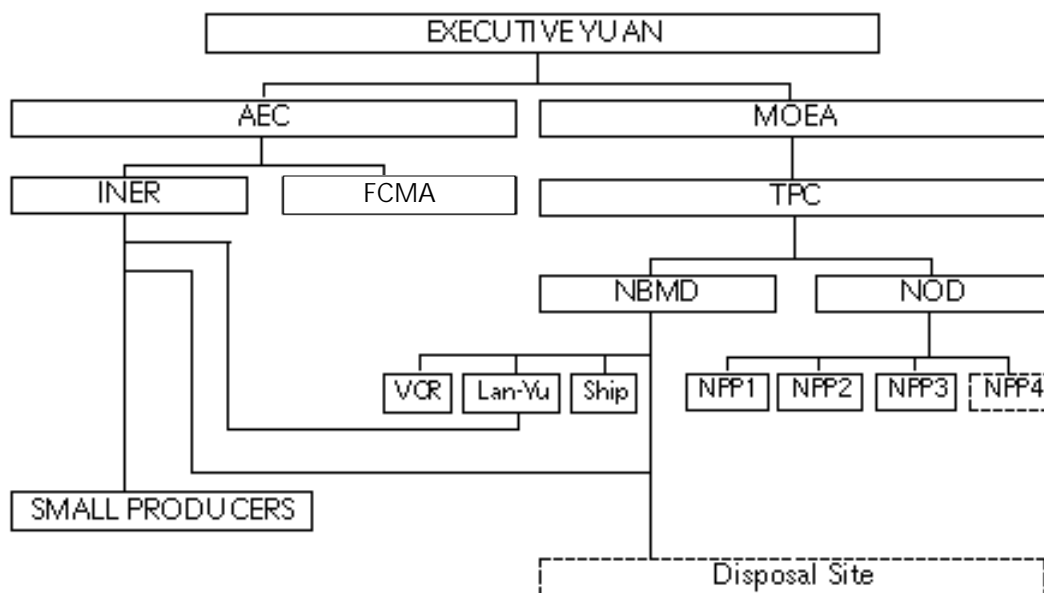 EXECUTIVE YUAN
AEC
MOEA
INER
FCMA
TPC
NBMD
NOD
VCR
Lan-Yu
Ship
NPP1
NPP2
NPP3
NPP4
SMALL PRODUCERS
Disposal Site